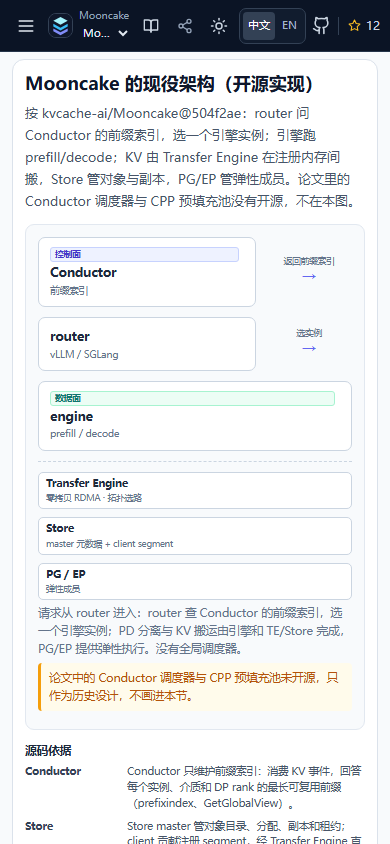 Mooncake
Mo...
中文
EN
12
Mooncake 的现役架构（开源实现）
按 kvcache-ai/Mooncake@504f2ae：router 问
Conductor 的前缀索引，选一个引擎实例；引擎跑
prefill/decode；KV 由 Transfer Engine 在注册内存间
搬，Store 管对象与副本，PG/EP 管弹性成员。论文里的
Conductor 调度器与 CPP 预填充池没有开源，不在本图。
控制面
Conductor
前缀索引
返回前缀索引
→
router
vLLM / SGLang
选实例
→
数据面
engine
prefill / decode
Transfer Engine
零拷贝 RDMA · 拓扑选路
Store
master 元数据 + client segment
PG / EP
弹性成员
请求从 router 进入：router 查 Conductor 的前缀索引，选
一个引擎实例；PD 分离与 KV 搬运由引擎和 TE/Store 完成，
PG/EP 提供弹性执行。没有全局调度器。
论文中的 Conductor 调度器与 CPP 预填充池未开源，只
作为历史设计，不画进本节。
源码依据
Conductor
Conductor 只维护前缀索引：消费 KV 事件，回答
每个实例、介质和 DP rank 的最长可复用前缀
（prefixindex、GetGlobalView）。
Store
Store master 管对象目录、分配、副本和租约；
client 贡献注册 segment，经 Transfer Engine 直